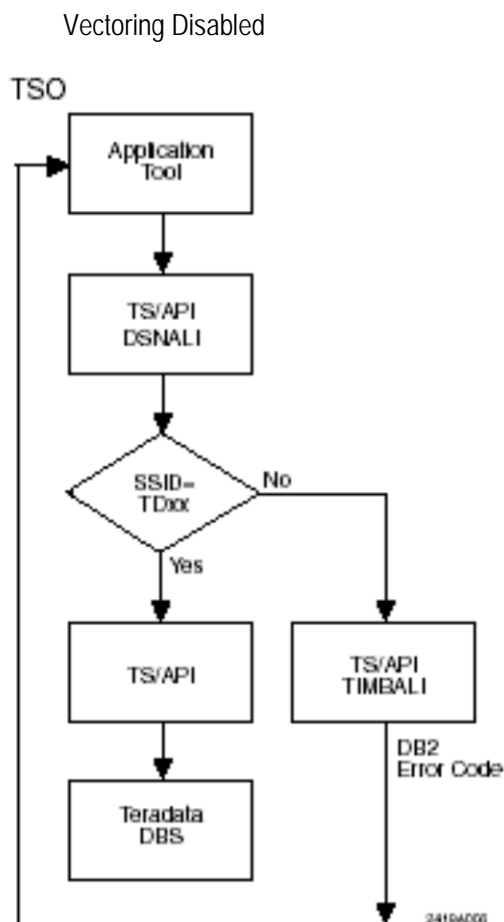 Vectoring Disabled
TSO
Application
Tool
TS/API
DSNALI
SSID=
TDxx
No
Yes
TS/API
TS/API
TIMBALI
DB2
Error Code
Teradata
DBS
2419A008